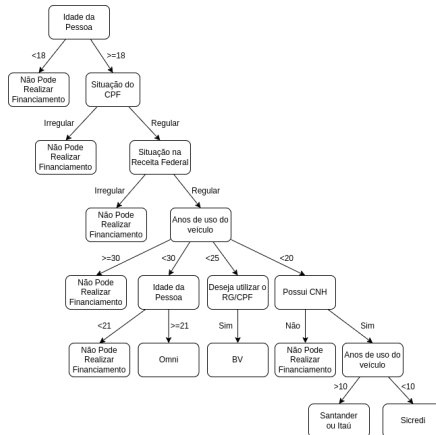 Idade da
Pessoa
<18
>=18
Não Pode
Realizar
Financiamento
Situação do
CPF
Irregular
Regular
Não Pode
Realizar
Financiamento
Situação na
Receita Federal
Irregular
Regular
Não Pode
Realizar
Financiamento
Anos de uso do
veículo
>=30
<30
<25
<20
Não Pode
Realizar
Financiamento
Idade da
Pessoa
Deseja utilizar o
RG/CPF
Possui CNH
<21
>=21
Sim
Não
Sim
Não Pode
Realizar
Financiamento
Omni
BV
Não Pode
Realizar
Financiamento
Anos de uso do
veículo
>10
<10
Santander
ou Itaú
Sicredi